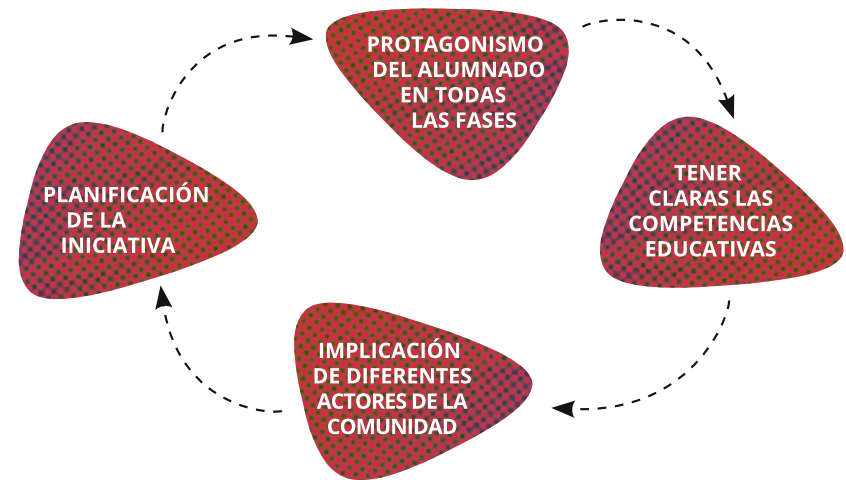 PROTAGONISMO
DEL ALUMNADO
EN TODAS
LAS FASES
TENER
CLARAS LAS
COMPETENCIAS
EDUCATIVAS
IMPLICACIÓN
DE DIFERENTES
ACTORES DE LA
COMUNIDAD
PLANIFICACIÓN
DE LA
INICIATIVA